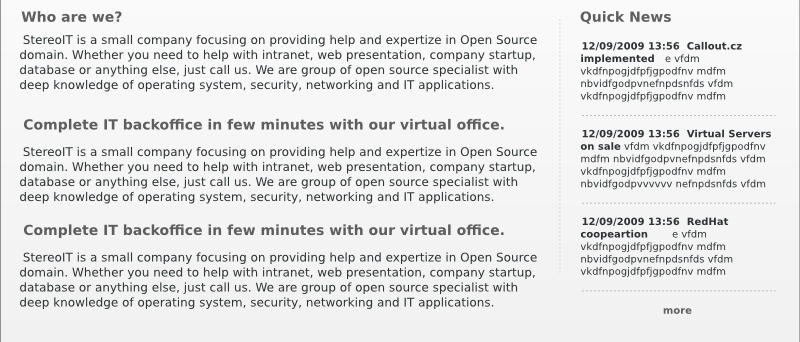 Who are we?
StereoIT is a small company focusing on providing help and expertize in Open Source
domain. Whether you need to help with intranet, web presentation, company startup,
database or anything else, just call us. We are group of open source specialist with
deep knowledge of operating system, security, networking and IT applications.
Complete IT backoffice in few minutes with our virtual office.
StereoIT is a small company focusing on providing help and expertize in Open Source
domain. Whether you need to help with intranet, web presentation, company startup,
database or anything else, just call us. We are group of open source specialist with
deep knowledge of operating system, security, networking and IT applications.
Complete IT backoffice in few minutes with our virtual office.
StereoIT is a small company focusing on providing help and expertize in Open Source
domain. Whether you need to help with intranet, web presentation, company startup,
database or anything else, just call us. We are group of open source specialist with
deep knowledge of operating system, security, networking and IT applications.
Quick News
12/09/2009 13:56 Callout.cz
implemented e vfdm
vkdfnpogjdfpfjgpodfnv mdfm
nbvidfgodpvnefnpdsnfds vfdm
vkdfnpogjdfpfjgpodfnv mdfm
12/09/2009 13:56 Virtual Servers
on sale vfdm vkdfnpogjdfpfjgpodfnv
mdfm nbvidfgodpvnefnpdsnfds vfdm
vkdfnpogjdfpfjgpodfnv mdfm
nbvidfgodpvvvvvv nefnpdsnfds vfdm
12/09/2009 13:56 RedHat
coopeartion e vfdm
vkdfnpogjdfpfjgpodfnv mdfm
nbvidfgodpvnefnpdsnfds vfdm
vkdfnpogjdfpfjgpodfnv mdfm
more